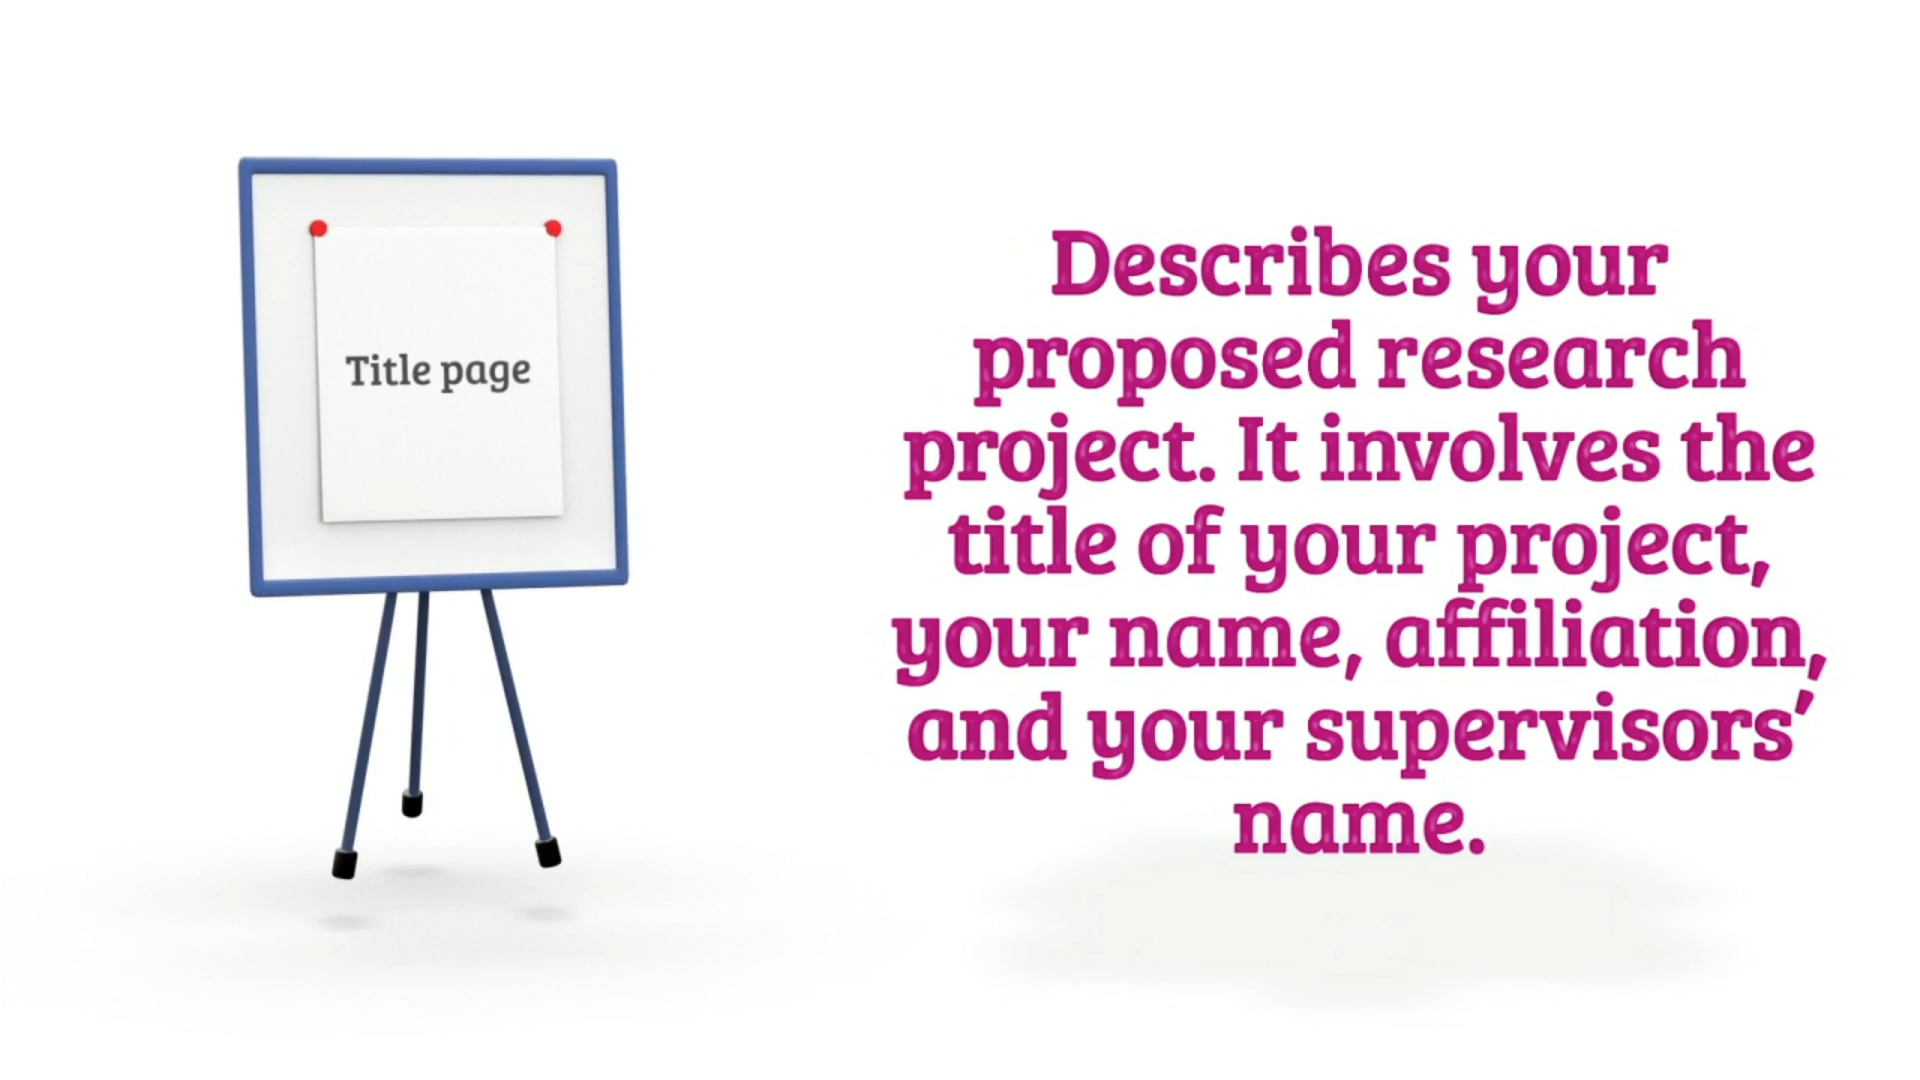 Title page
Describes your
proposed research
project. It involves the
title of your project,
your name, affiliation,
and your supervisors’
name.